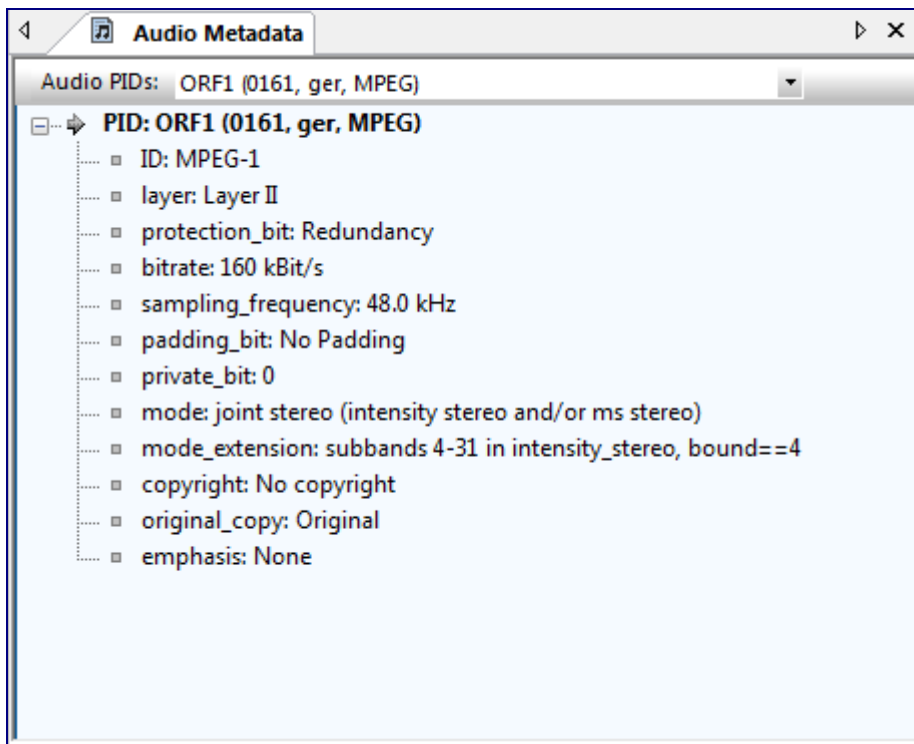 Audio Metadata
Audio PIDs: ORF1 (0161, ger, MPEG)
PID: ORF1 (0161, ger, MPEG)
ID: MPEG-1
layer: Layer II
protection_bit: Redundancy
bitrate: 160 kBit/s
sampling_frequency: 48.0 kHz
padding_bit: No Padding
private_bit: 0
mode: joint stereo (intensity stereo and/or ms stereo)
mode_extension: subbands 4-31 in intensity_stereo, bound==4
copyright: No copyright
original_copy: Original
emphasis: None